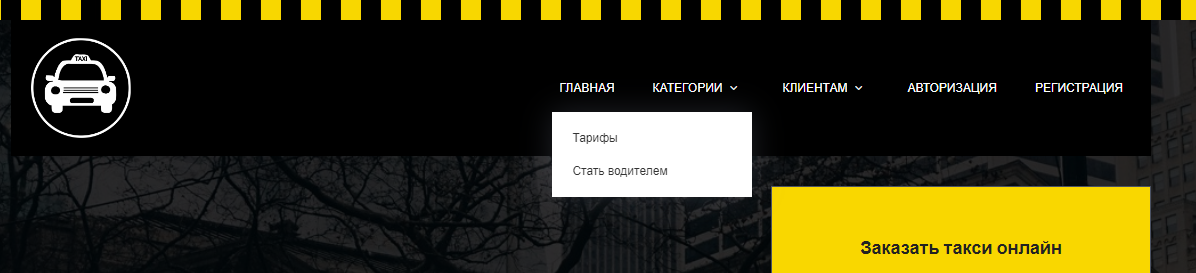 TAXI
ГЛАВНАЯ КАТЕГОРИИ КЛИЕНТАМ АВТОРИЗАЦИЯ РЕГИСТРАЦИЯ
Тарифы
Стать водителем
Заказать такси онлайн